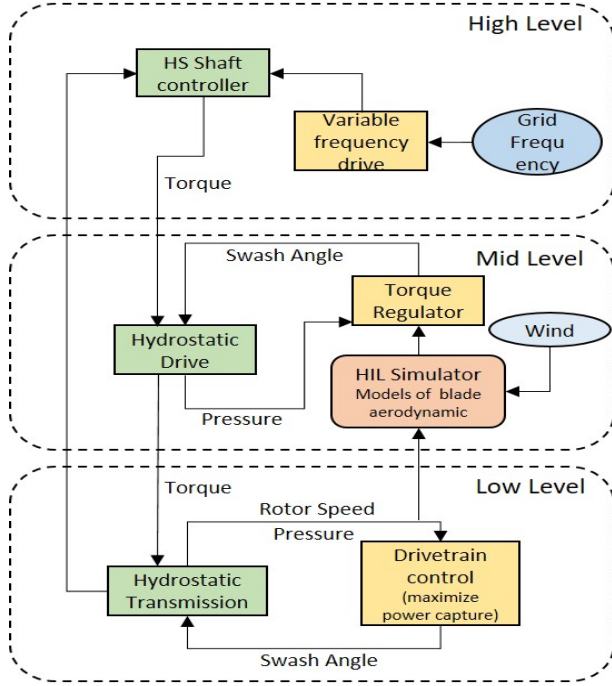 High Level
HS Shaft
controller
Variable
frequency
drive
Grid
Frequ
ency
Torque
Mid Level
Swash Angle
Torque
Regulator
Wind
Hydrostatic
Drive
HIL Simulator
Models of blade
aerodynamic
Pressure
Low Level
Torque
Rotor Speed
Pressure
Drivetrain
control
(maximize
power capture)
Hydrostatic
Transmission
Swash Angle